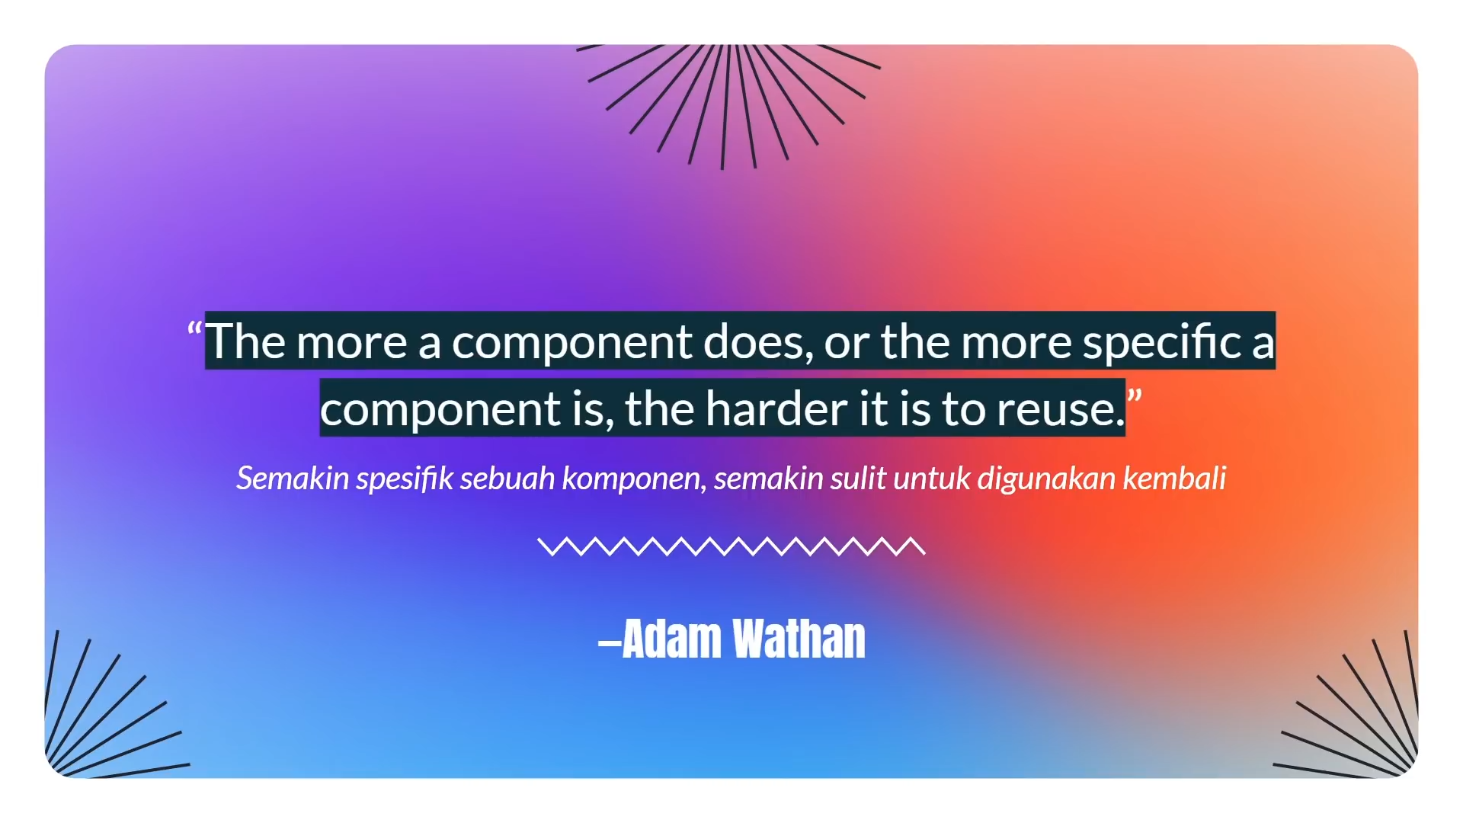 “The more a component does, or the more specific a
component is, the harder it is to reuse.”
Semakin spesifik sebuah komponen, semakin sulit untuk digunakan kembali
–Adam Wathan